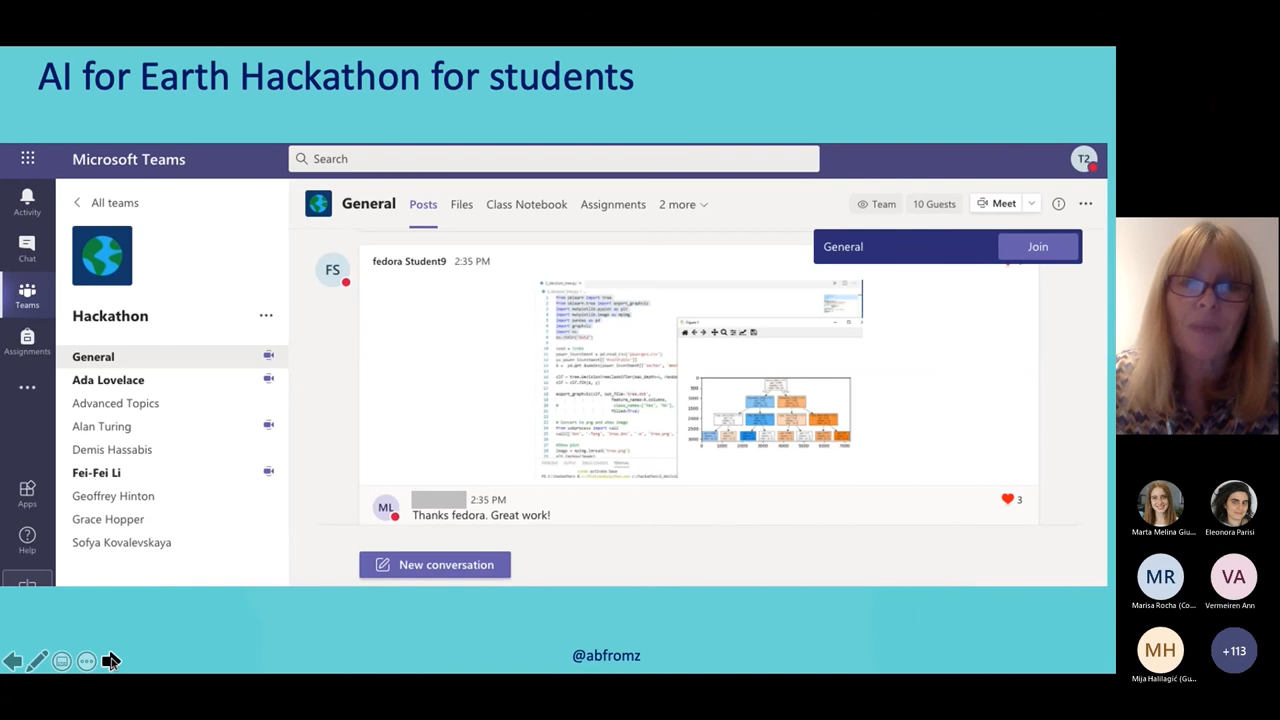 AI for Earth Hackathon for students
Microsoft Teams
Search
T2
Activity
Chat
Teams
Assignments
Apps
Help
All teams
Hackathon
General
Ada Lovelace
Advanced Topics
Alan Turing
Demis Hassabis
Fei-Fei Li
Geoffrey Hinton
Grace Hopper
Sofya Kovalevskaya
General Posts Files Class Notebook Assignments 2 more
Team 10 Guests Meet
General Join
FS
fedora Student9 2:35 PM
ML
2:35 PM
Thanks fedora. Great work!
3
New conversation
@abfromz
Marta Melina Giu...
Eleonora Parisi
MR
Marisa Rocha (Co...
VA
Vermeiren Ann
MH
Mija Halilagić (Gu...
+113